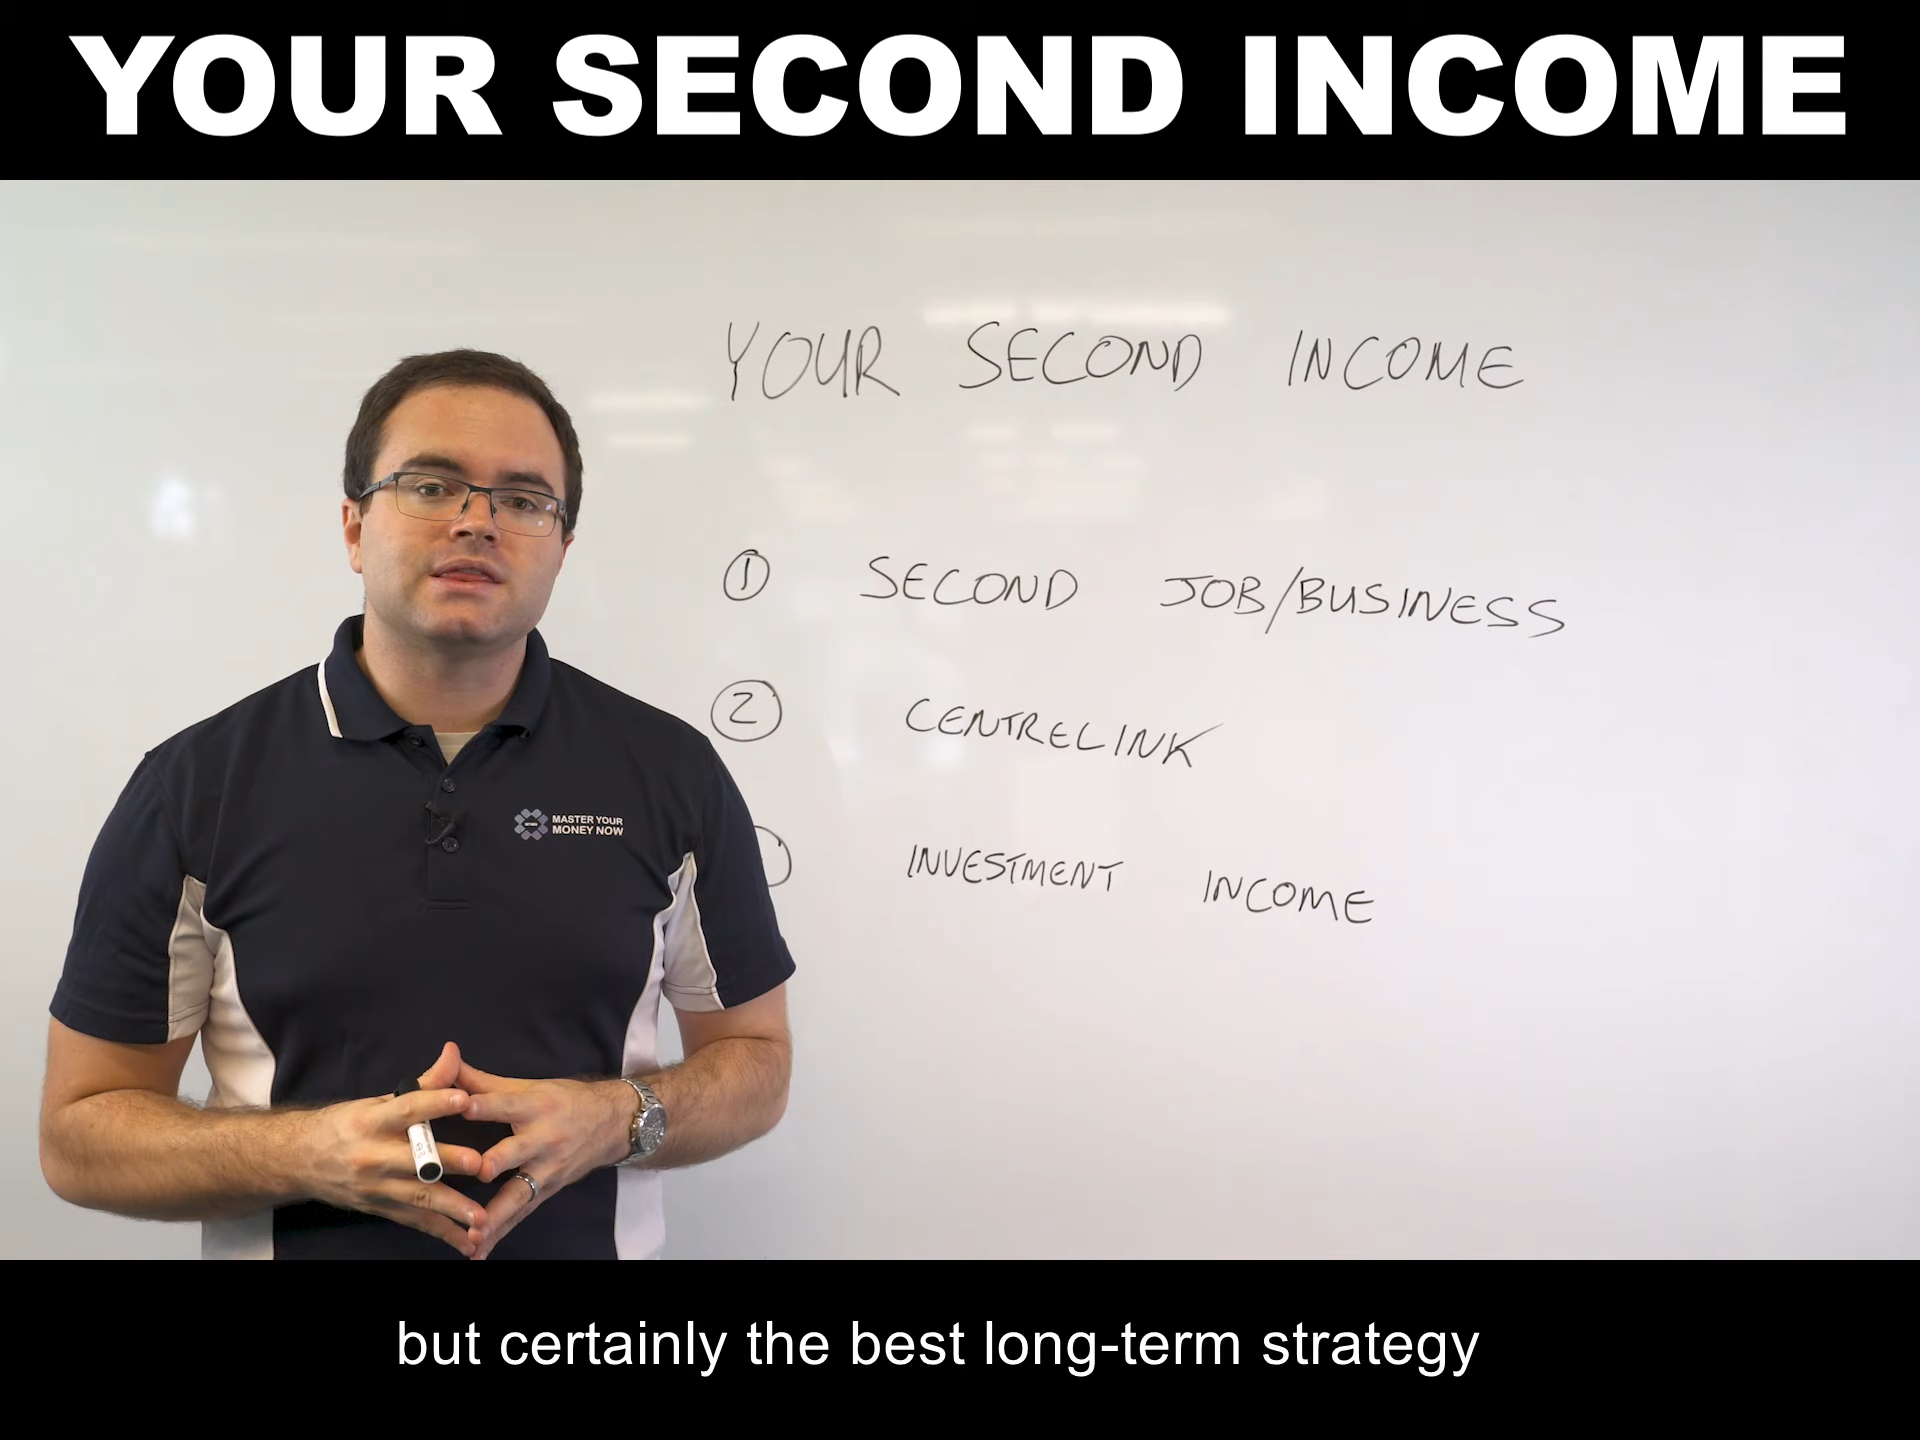 YOUR SECOND INCOME
YOUR SECOND INCOME
① SECOND JOB/BUSINESS
② CENTRELINK
INVESTMENT INCOME
MASTER YOUR
MONEY NOW
but certainly the best long-term strategy